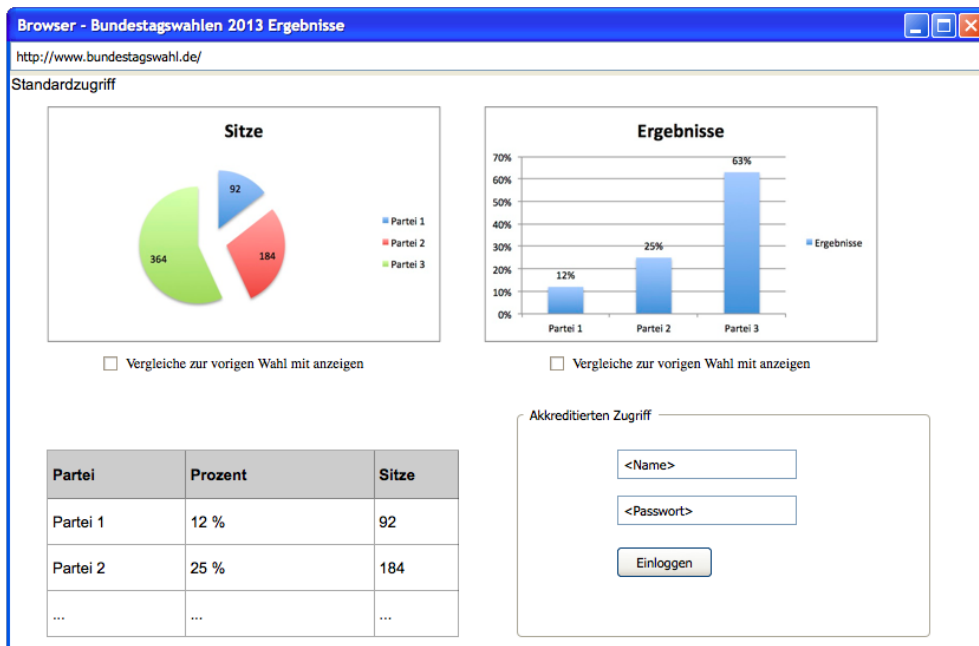 Browser - Bundestagswahlen 2013 Ergebnisse
http://www.bundestagswahl.de/
Standardzugriff
Sitze
92
184
364
Partei 1
Partei 2
Partei 3
Vergleiche zur vorigen Wahl mit anzeigen
Ergebnisse
70%
60%
50%
40%
30%
20%
10%
0%
12%
25%
63%
Partei 1 Partei 2 Partei 3
Ergebnisse
Vergleiche zur vorigen Wahl mit anzeigen
Partei Prozent Sitze
Partei 1 12 % 92
Partei 2 25 % 184
... ... ...
Akkreditierten Zugriff
<Name>
<Passwort>
Einloggen